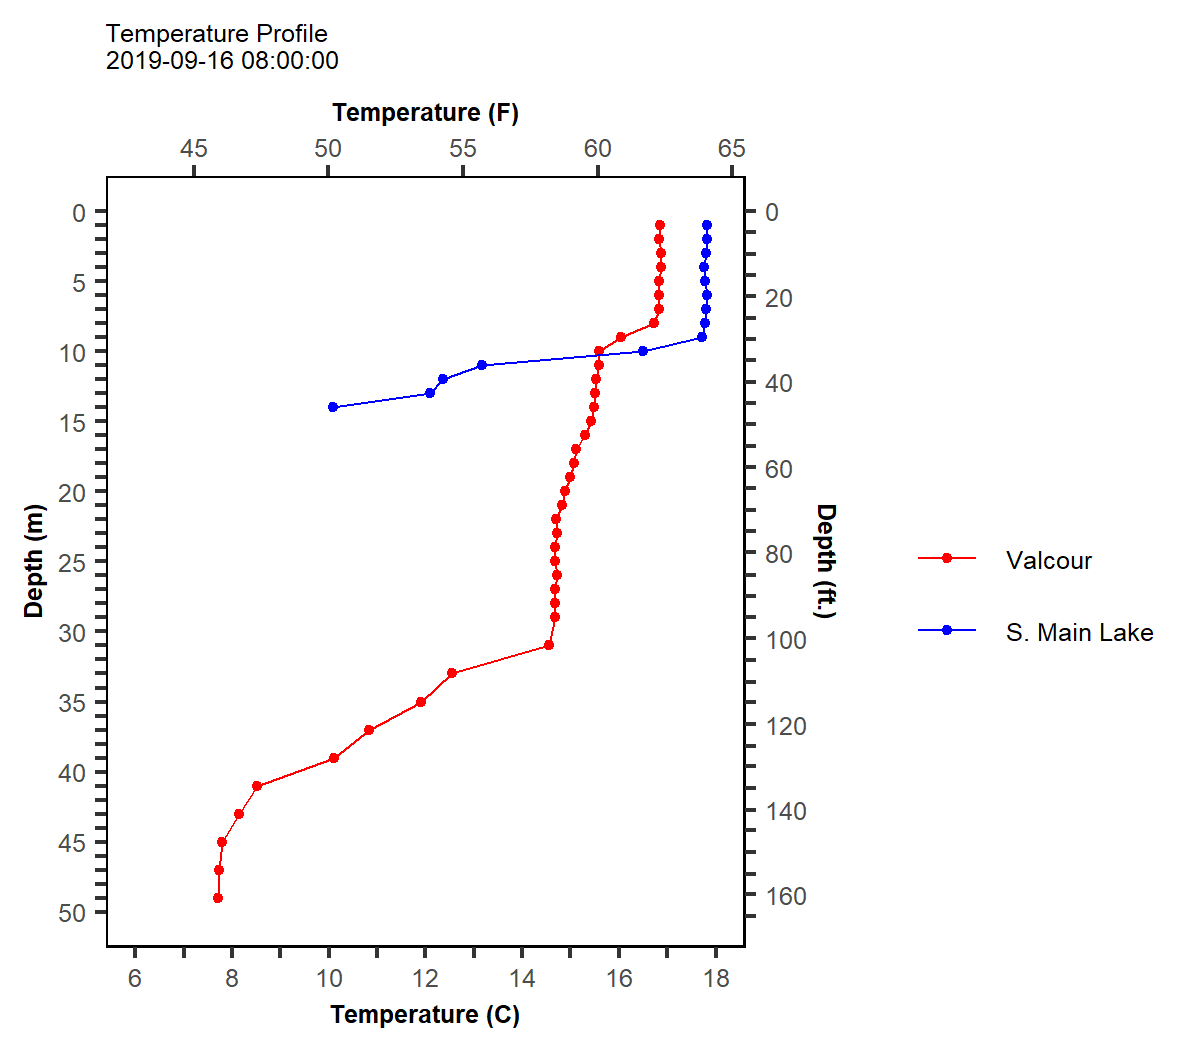 Temperature Profile
2019-09-16 08:00:00
Temperature (F)
45 50 55 60 65
0 0
5
20
10
40
15
60
20
80
25
30
100
35
120
40
140
45
160
50
Depth (m)
Depth (ft.)
Valcour
S. Main Lake
6 8 10 12 14 16 18
Temperature (C)